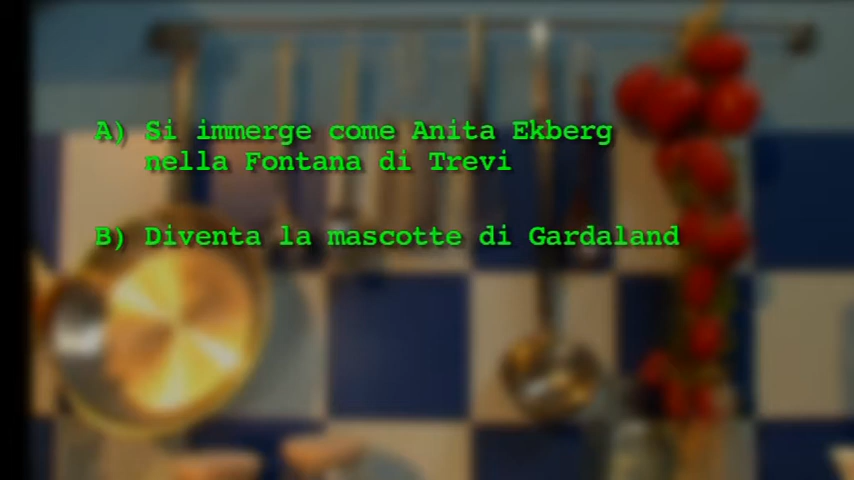 A) Si immerge come Anita Ekberg
nella Fontana di Trevi
B) Diventa la mascotte di Gardaland